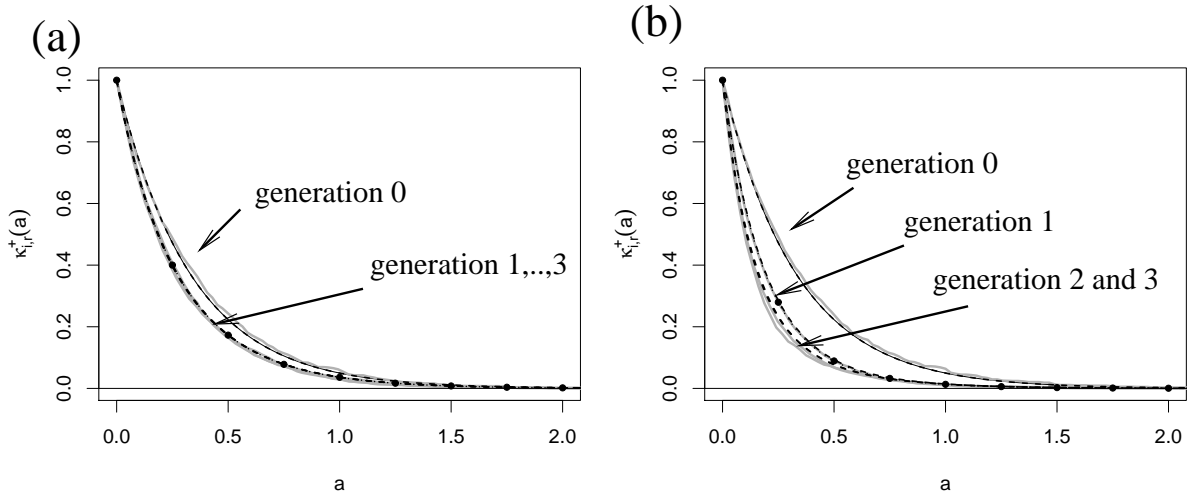 (a)
1.0
0.8
0.6
0.4
0.2
0.0
κ⁺i,r(a)
generation 0
generation 1,..,3
0.0 0.5 1.0 1.5 2.0
a
(b)
1.0
0.8
0.6
0.4
0.2
0.0
κ⁺i,r(a)
generation 0
generation 1
generation 2 and 3
0.0 0.5 1.0 1.5 2.0
a